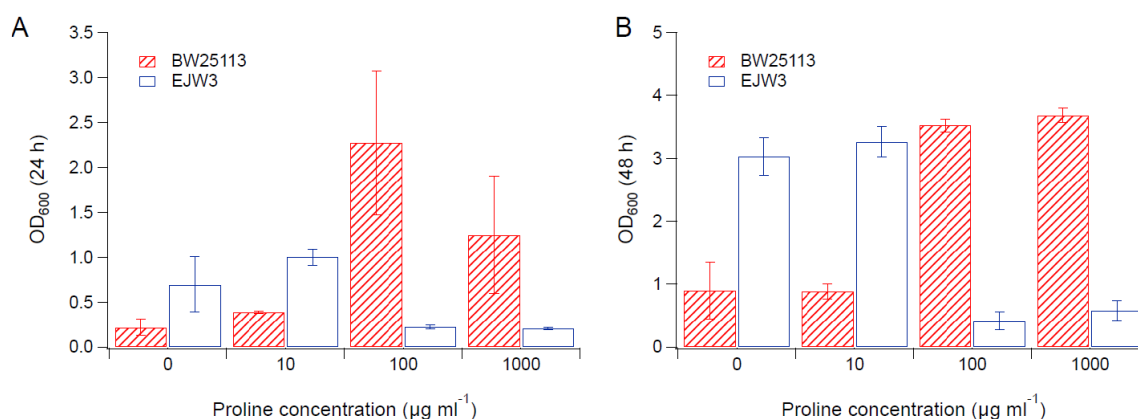 A
3.5
3.0
2.5
2.0
1.5
1.0
0.5
0.0
OD₆₀₀ (24 h)
BW25113
EJW3
0 10 100 1000
Proline concentration (µg ml⁻¹)
B
5
4
3
2
1
0
OD₆₀₀ (48 h)
BW25113
EJW3
0 10 100 1000
Proline concentration (µg ml⁻¹)